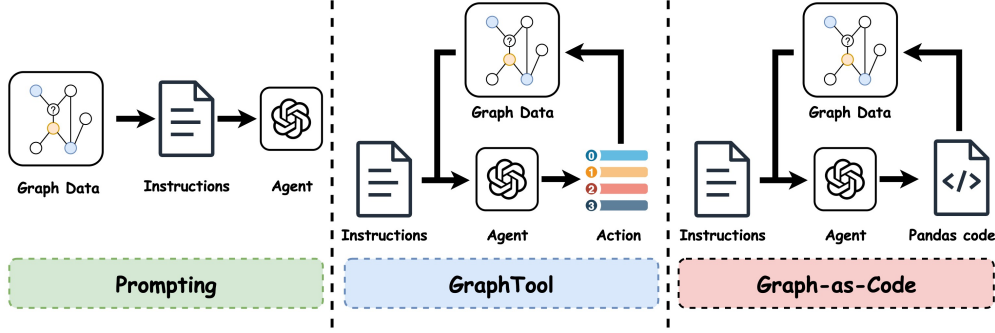 ?
Graph Data
Instructions
Agent
Prompting
?
Graph Data
Instructions
Agent
0
1
2
3
Action
GraphTool
?
Graph Data
Instructions
Agent
</>
Pandas code
Graph-as-Code